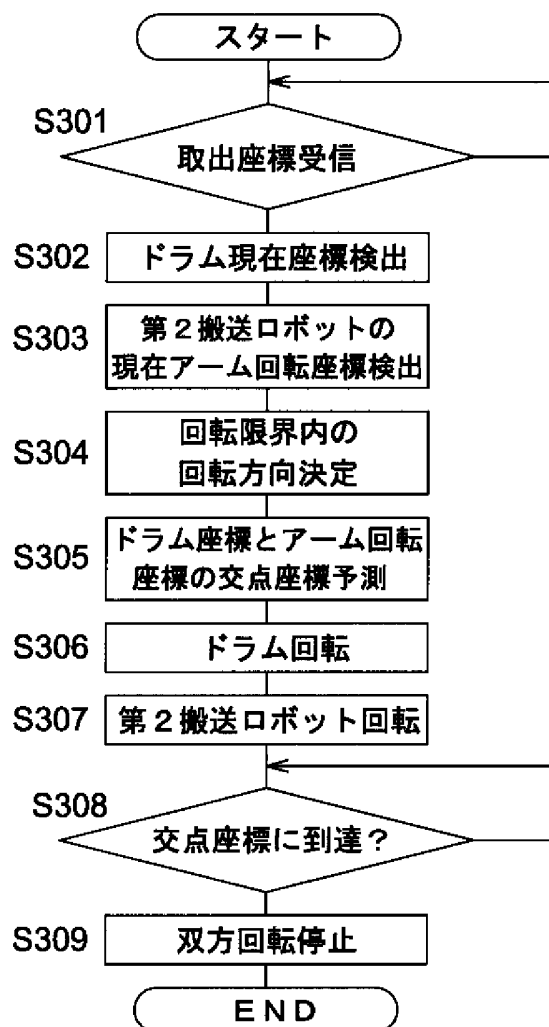 スタート
S301
取出座標受信
S302
ドラム現在座標検出
S303
第２搬送ロボットの
現在アーム回転座標検出
S304
回転限界内の
回転方向決定
S305
ドラム座標とアーム回転
座標の交点座標予測
S306
ドラム回転
S307
第２搬送ロボット回転
S308
交点座標に到達？
S309
双方回転停止
ＥＮＤ